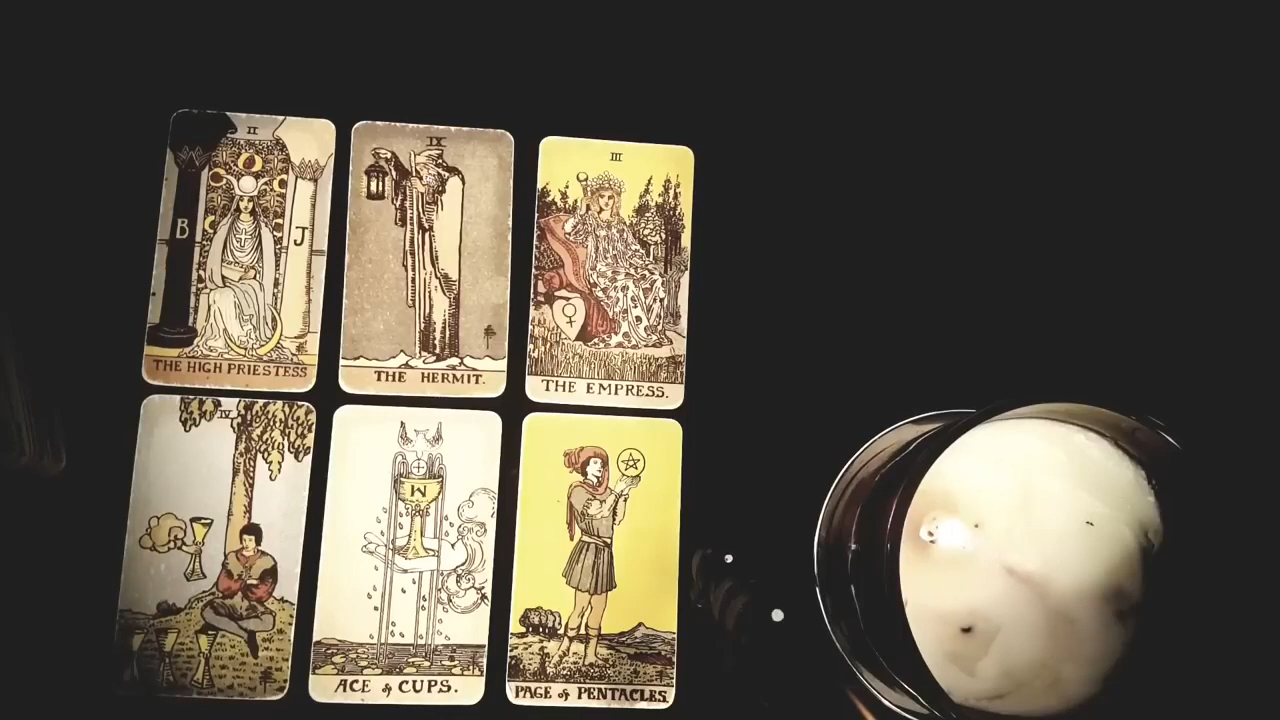 II
IX
III
B
J
THE HIGH PRIESTESS
THE HERMIT.
THE EMPRESS.
IV
W
ACE of CUPS.
PAGE of PENTACLES.